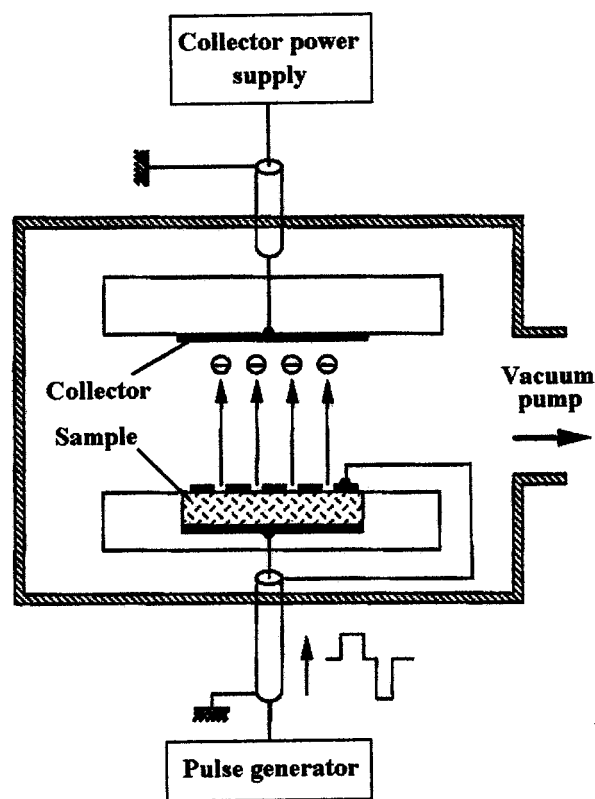 Collector power
supply
Collector
Sample
Vacuum
pump
Pulse generator